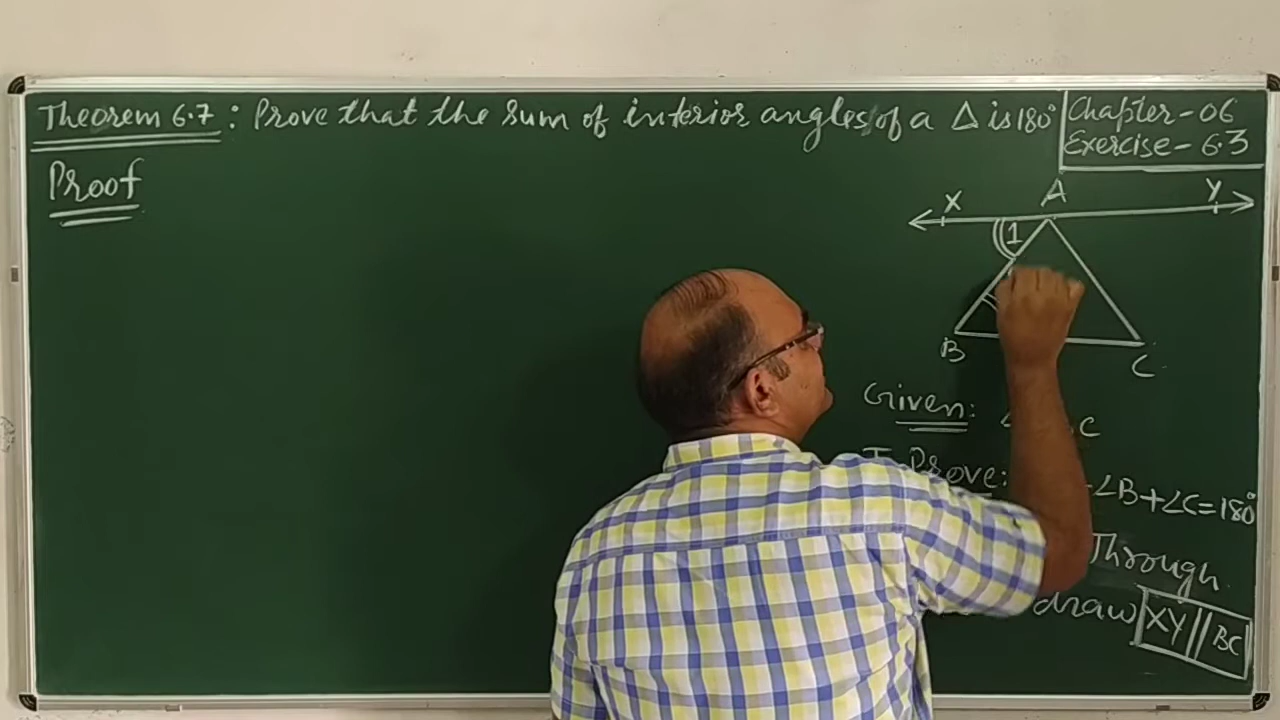 Theorem 6.7: Prove that the sum of interior angles of a Δ is 180°
Chapter-06
Exercise-6.3
Proof
X A Y
1
B C
Given: C
Prove: ∠B+∠C=180°
Through
draw XY||BC